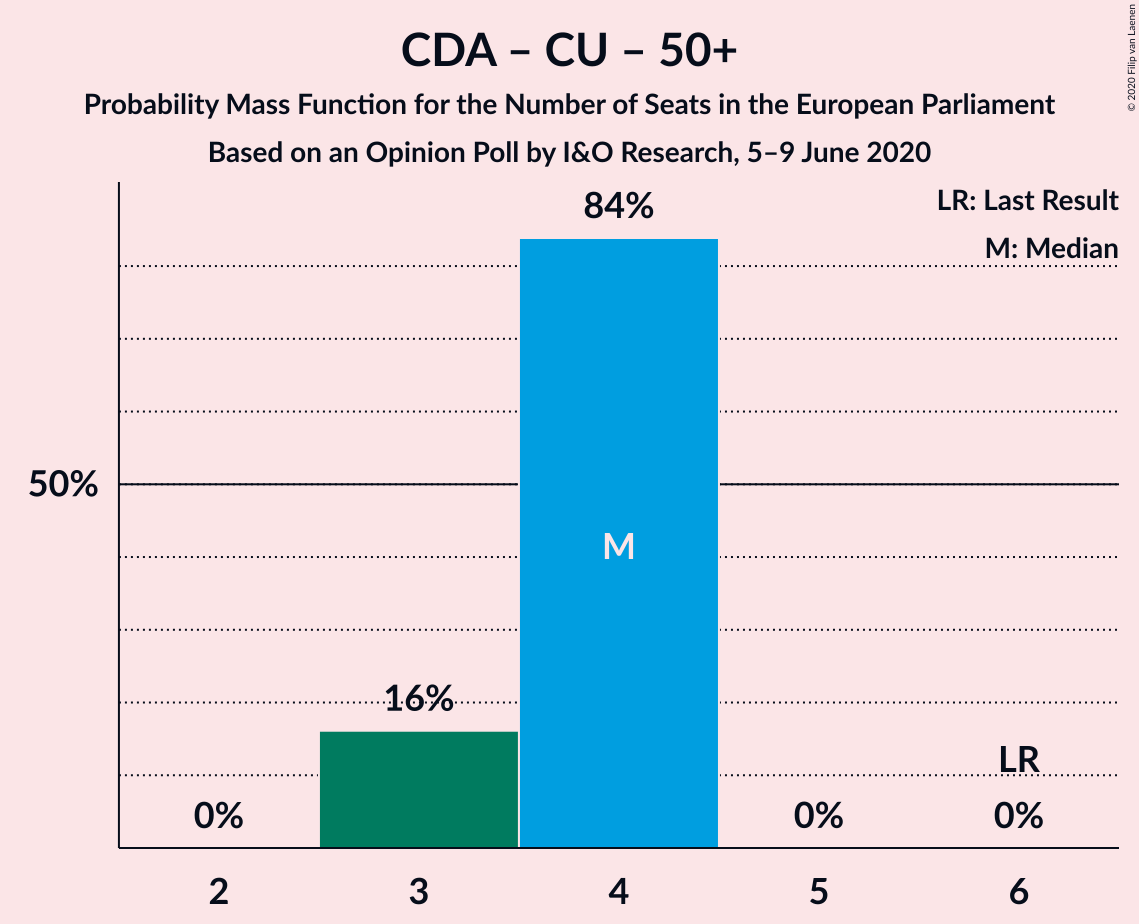 CDA – CU – 50+
Probability Mass Function for the Number of Seats in the European Parliament
Based on an Opinion Poll by I&O Research, 5–9 June 2020
© 2020 Filip van Laenen
LR: Last Result
M: Median
84%
50%
M
16%
LR
0%
0%
0%
2
3
4
5
6